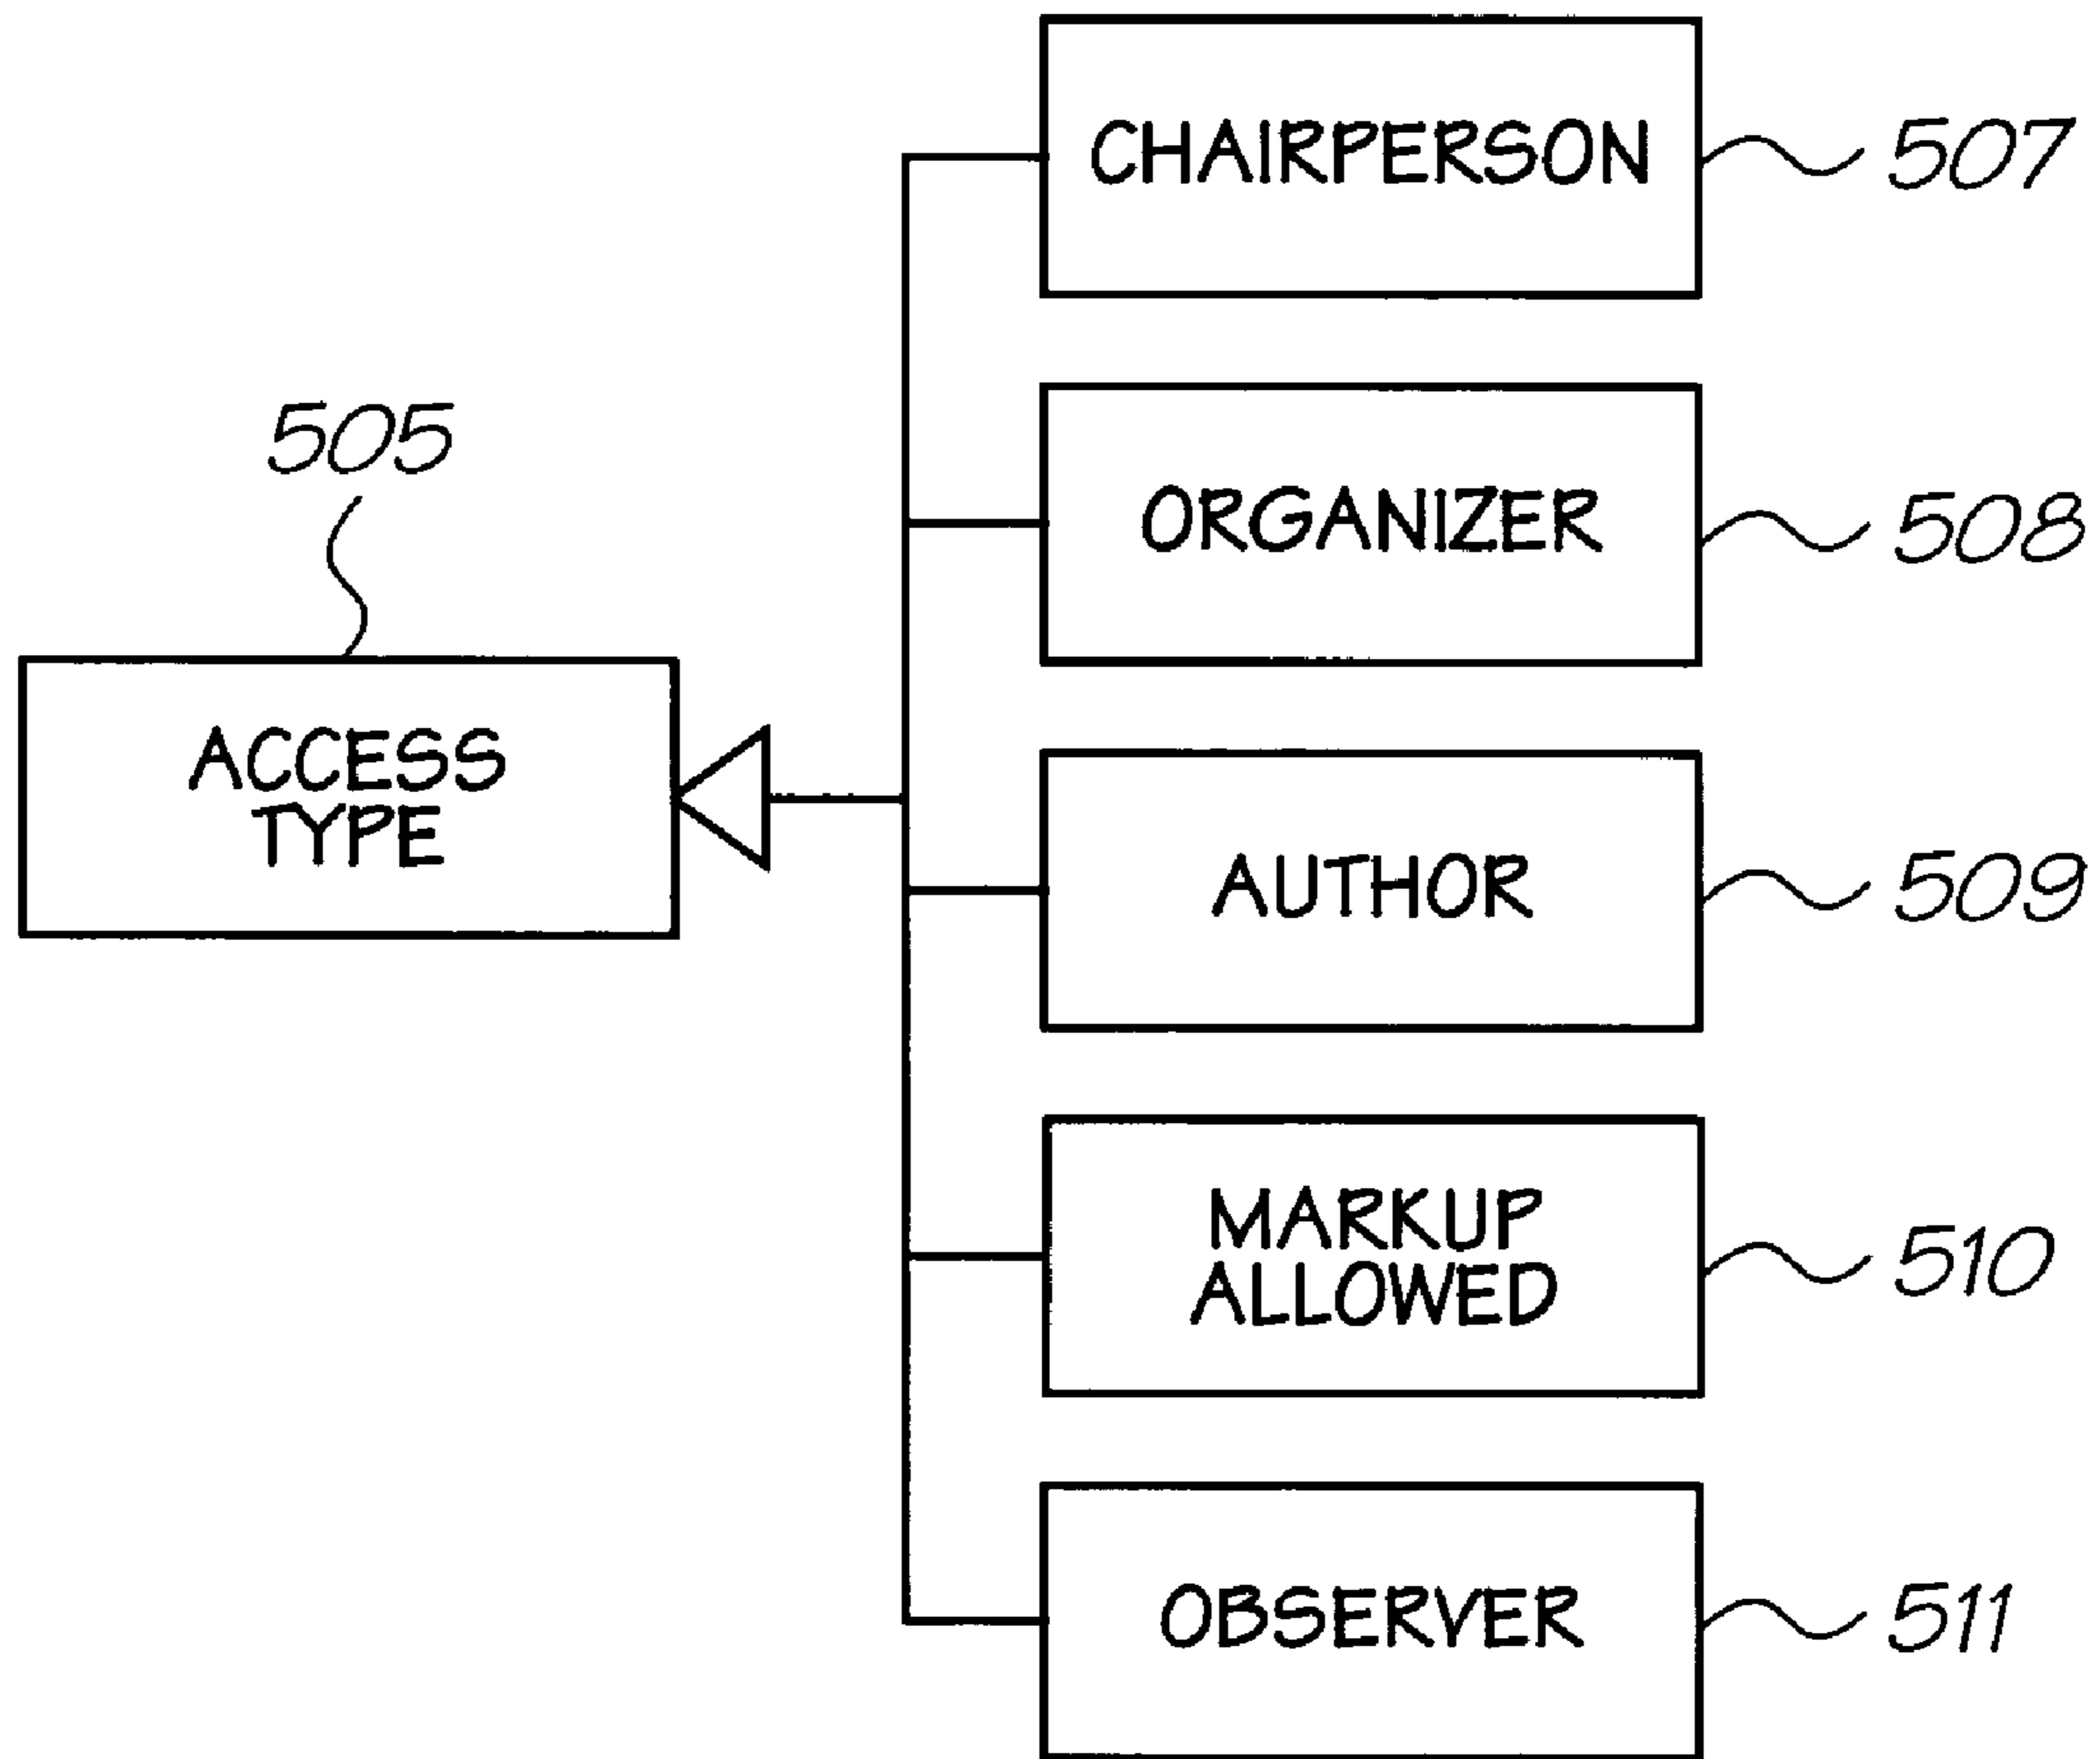 CHAIRPERSON
507
ORGANIZER
508
505
ACCESS
TYPE
AUTHOR
509
MARKUP
ALLOWED
510
OBSERVER
511